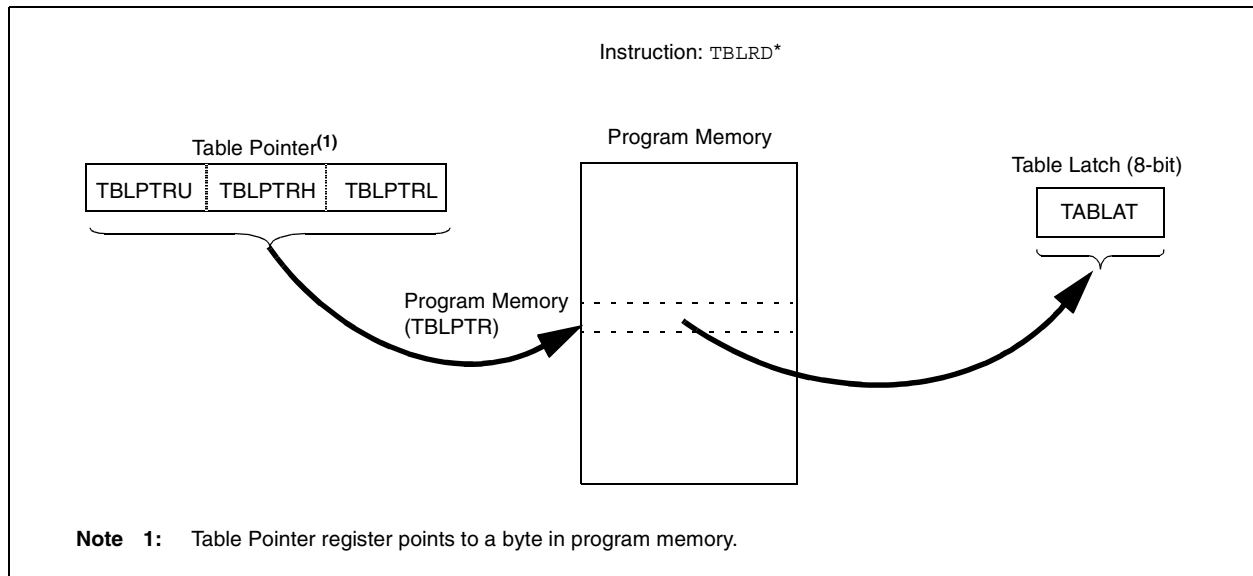 Instruction: TBLRD*
Table Pointer(1)
TBLPTRU TBLPTRH TBLPTRL
Program Memory
(TBLPTR)
Program Memory
Table Latch (8-bit)
TABLAT
Note 1: Table Pointer register points to a byte in program memory.